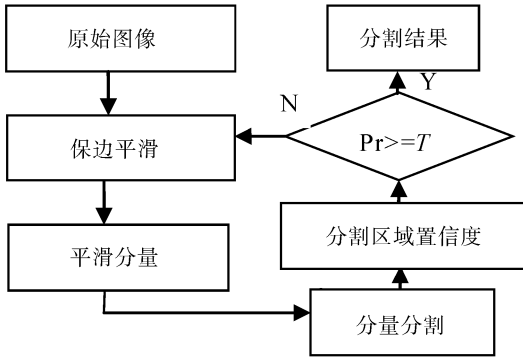 原始图像
分割结果
N
Y
保边平滑
Pr>=T
平滑分量
分割区域置信度
分量分割